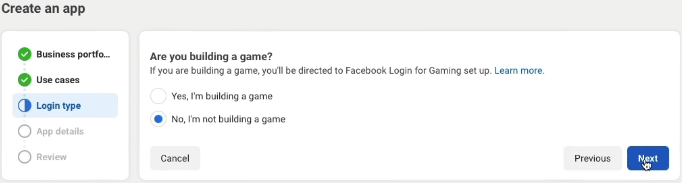 Create an app
Business portfo...
Use cases
Login type
App details
Review
Are you building a game?
If you are building a game, you'll be directed to Facebook Login for Gaming set up. Learn more.
Yes, I'm building a game
No, I'm not building a game
Cancel
Previous
Next